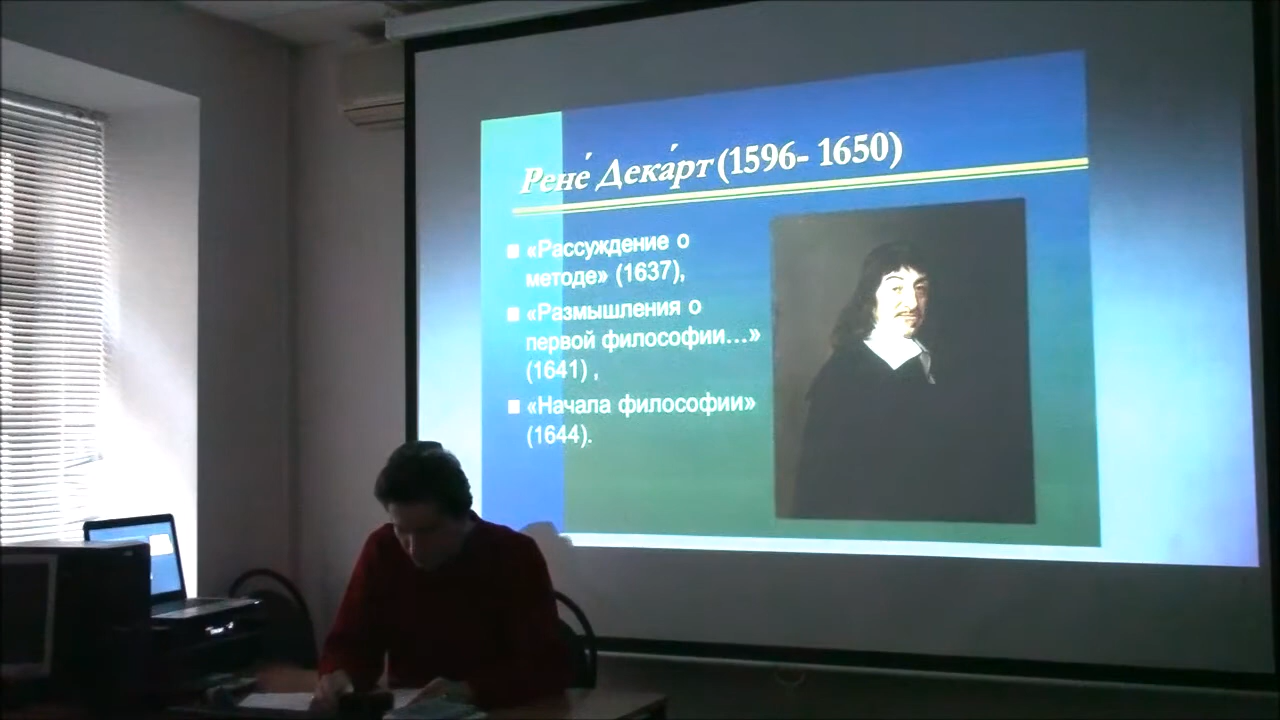 Рене́ Дека́рт (1596- 1650)
«Рассуждение о
методе» (1637),
«Размышления о
первой философии...»
(1641) ,
«Начала философии»
(1644).